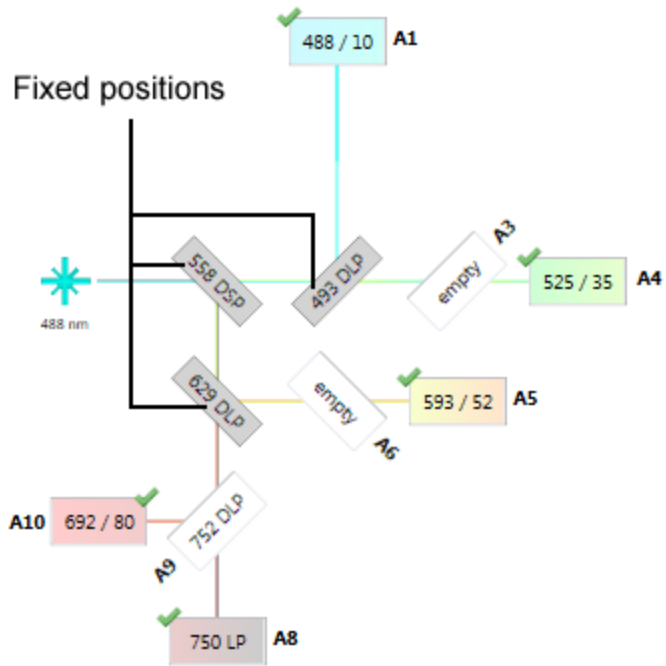 488 / 10
A1
Fixed positions
558 DSP
493 DLP
empty
A3
525 / 35
A4
488 nm
629 DLP
empty
A6
593 / 52
A5
A10
692 / 80
752 DLP
A9
750 LP
A8